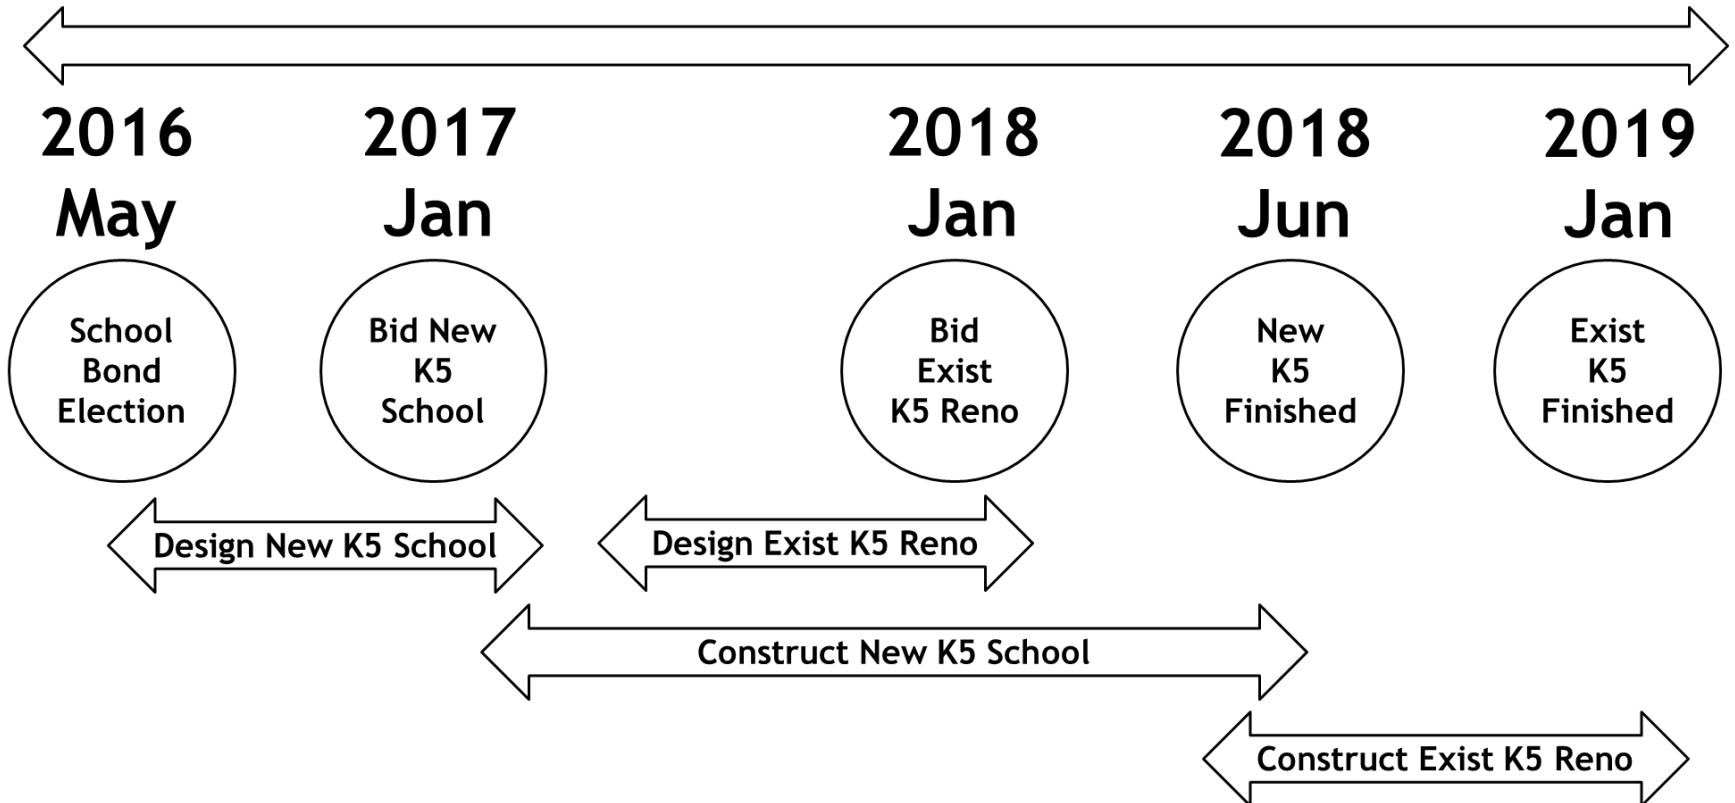 2016
May
2017
Jan
2018
Jan
2018
Jun
2019
Jan
School
Bond
Election
Bid New
K5
School
Bid
Exist
K5 Reno
New
K5
Finished
Exist
K5
Finished
Design New K5 School
Design Exist K5 Reno
Construct New K5 School
Construct Exist K5 Reno